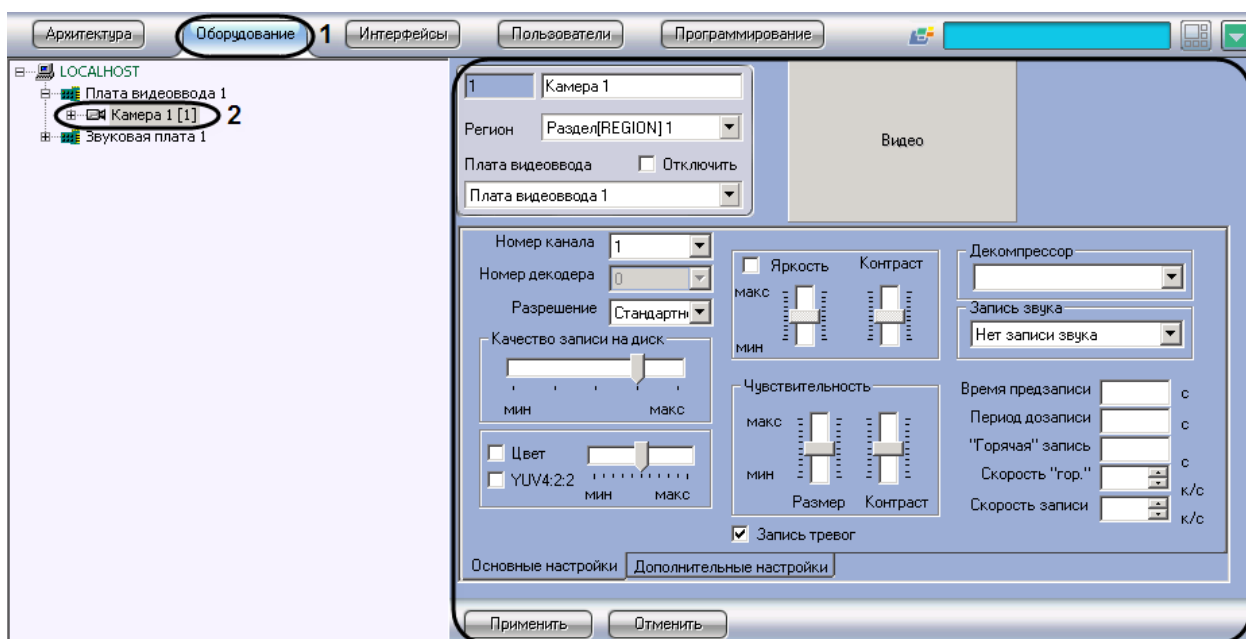 Архитектура Оборудование 1 Интерфейсы Пользователи Программирование
LOCALHOST
Плата видеоввода 1
Камера 1 [1] 2
Звуковая плата 1
1 Камера 1
Регион Раздел[REGION] 1
Плата видеоввода Отключить
Плата видеоввода 1
Видео
Номер канала 1
Номер декодера 0
Разрешение Стандартн
Качество записи на диск
мин макс
Цвет
YUV4:2:2
мин макс
Яркость Контраст
макс
мин
Чувствительность
макс
мин
Размер Контраст
Запись тревог
Декомпрессор
Запись звука
Нет записи звука
Время предзаписи с
Период дозаписи с
"Горячая" запись с
Скорость "гор." к/с
Скорость записи к/с
Основные настройки Дополнительные настройки
Применить Отменить